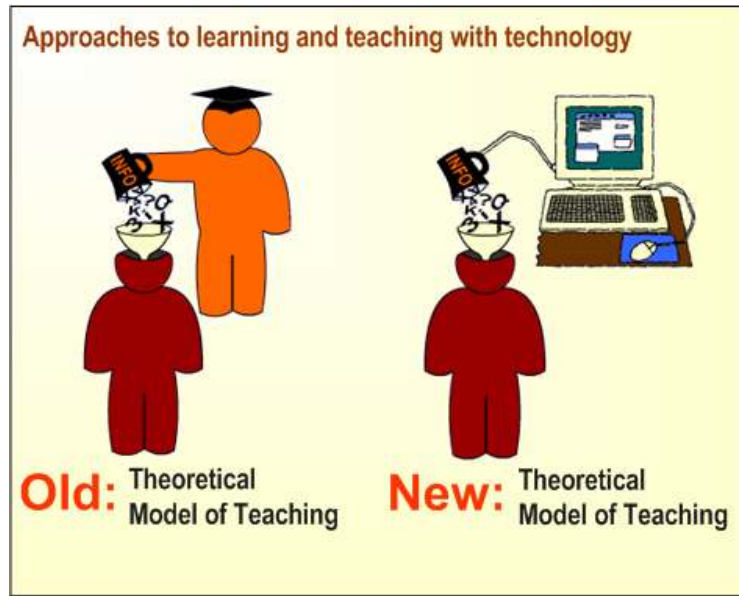 Approaches to learning and teaching with technology
INFO
INFO
Old: Theoretical
Model of Teaching
New: Theoretical
Model of Teaching